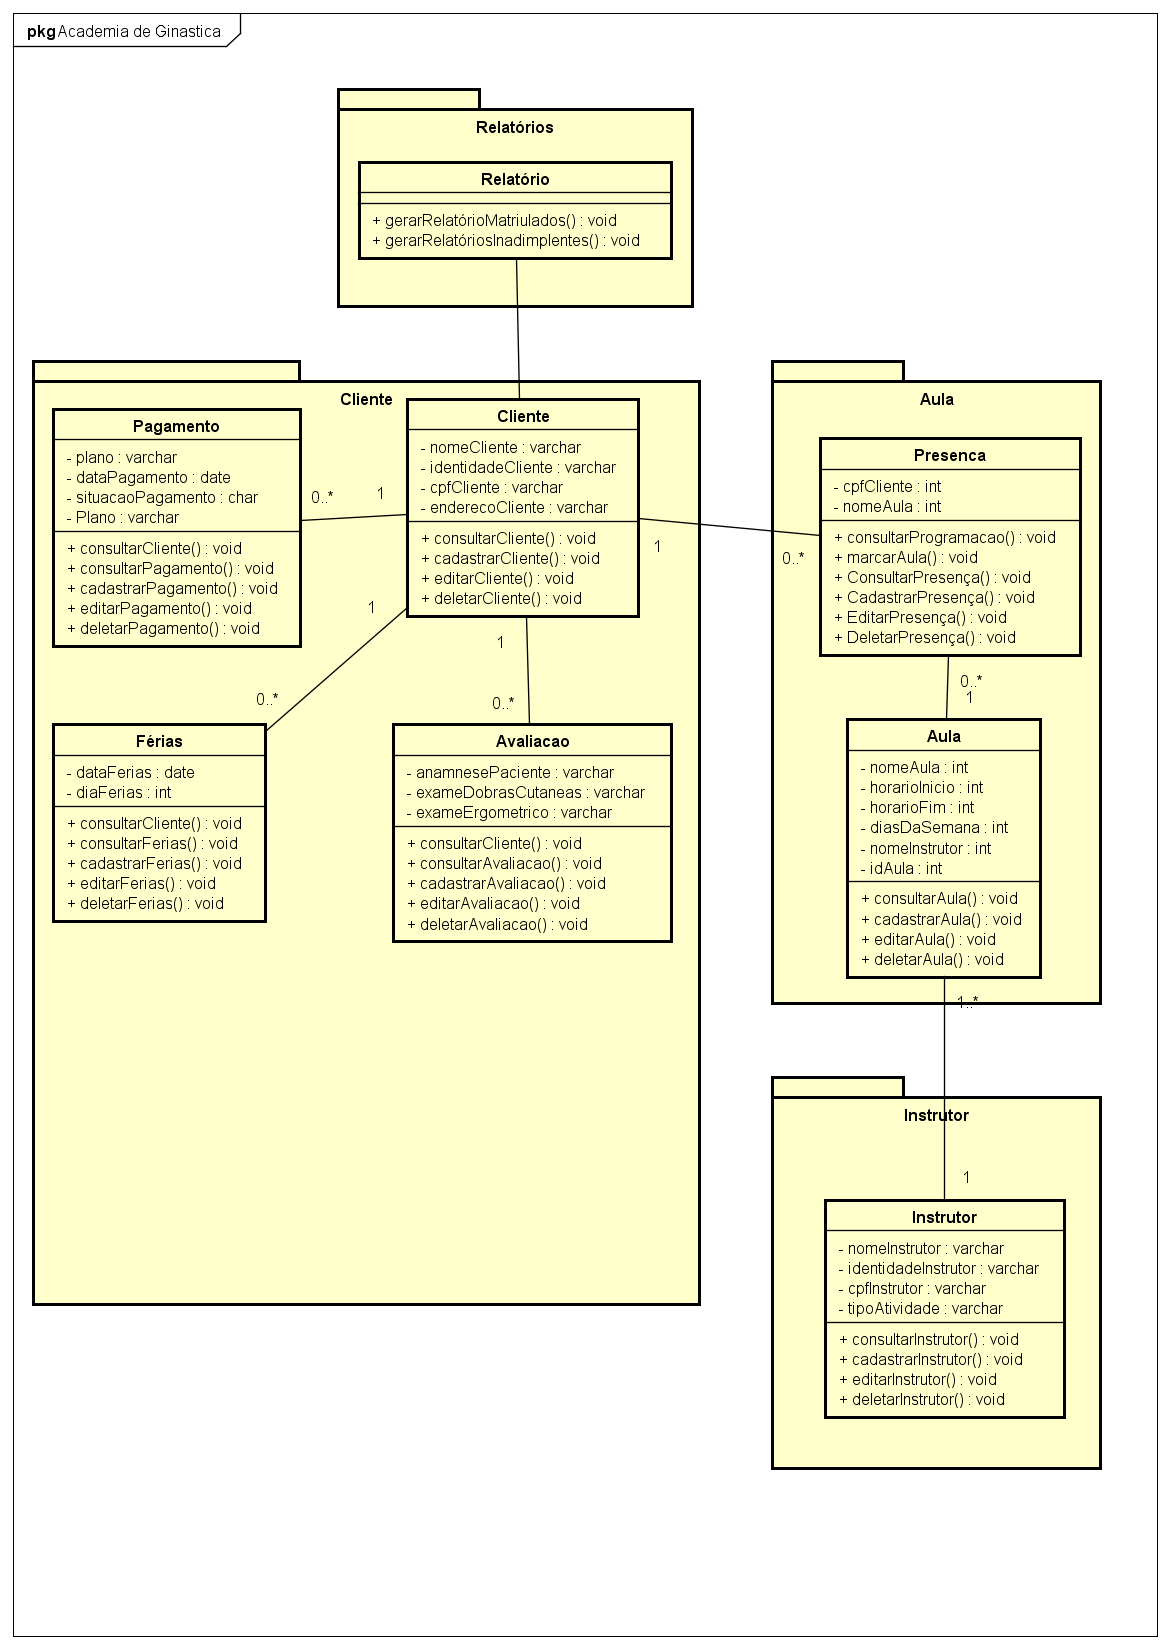 pkg Academia de Ginastica
Relatórios
Relatório
+ gerarRelatórioMatriulados() : void
+ gerarRelatóriosInadimplentes() : void
Cliente
Pagamento
- plano : varchar
- dataPagamento : date
- situacaoPagamento : char
- Plano : varchar
+ consultarCliente() : void
+ consultarPagamento() : void
+ cadastrarPagamento() : void
+ editarPagamento() : void
+ deletarPagamento() : void
0..*
1
Cliente
- nomeCliente : varchar
- identidadeCliente : varchar
- cpfCliente : varchar
- enderecoCliente : varchar
+ consultarCliente() : void
+ cadastrarCliente() : void
+ editarCliente() : void
+ deletarCliente() : void
1
0..*
1
0..*
1
0..*
Férias
- dataFerias : date
- diaFerias : int
+ consultarCliente() : void
+ consultarFerias() : void
+ cadastrarFerias() : void
+ editarFerias() : void
+ deletarFerias() : void
Avaliacao
- anamnesePaciente : varchar
- exameDobrasCutaneas : varchar
- exameErgometrico : varchar
+ consultarCliente() : void
+ consultarAvaliacao() : void
+ cadastrarAvaliacao() : void
+ editarAvaliacao() : void
+ deletarAvaliacao() : void
Aula
Presenca
- cpfCliente : int
- nomeAula : int
+ consultarProgramacao() : void
+ marcarAula() : void
+ ConsultarPresença() : void
+ CadastrarPresença() : void
+ EditarPresença() : void
+ DeletarPresença() : void
0..*
1
Aula
- nomeAula : int
- horarioInicio : int
- horarioFim : int
- diasDaSemana : int
- nomeInstrutor : int
- idAula : int
+ consultarAula() : void
+ cadastrarAula() : void
+ editarAula() : void
+ deletarAula() : void
1..*
Instrutor
1
Instrutor
- nomeInstrutor : varchar
- identidadeInstrutor : varchar
- cpfInstrutor : varchar
- tipoAtividade : varchar
+ consultarInstrutor() : void
+ cadastrarInstrutor() : void
+ editarInstrutor() : void
+ deletarInstrutor() : void